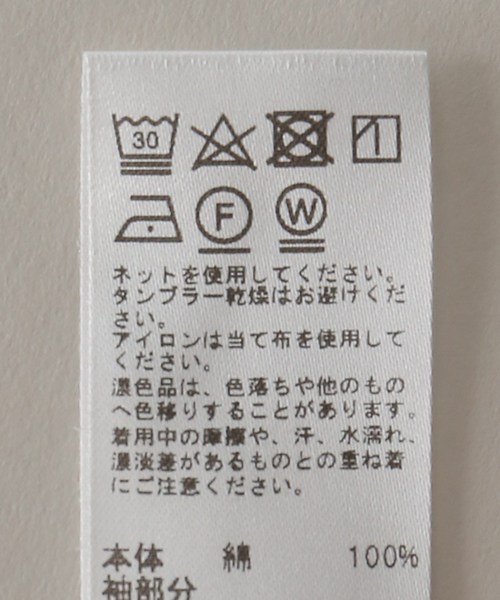 30
F W
ネットを使用してください。
タンブラー乾燥はお避けくだ
さい。
アイロンは当て布を使用して
ください。
濃色品は、色落ちや他のもの
へ色移りすることがあります。
着用中の摩擦や、汗、水濡れ、
濃淡差があるものとの重ね着
にご注意ください。
本体 綿 100%
袖部分